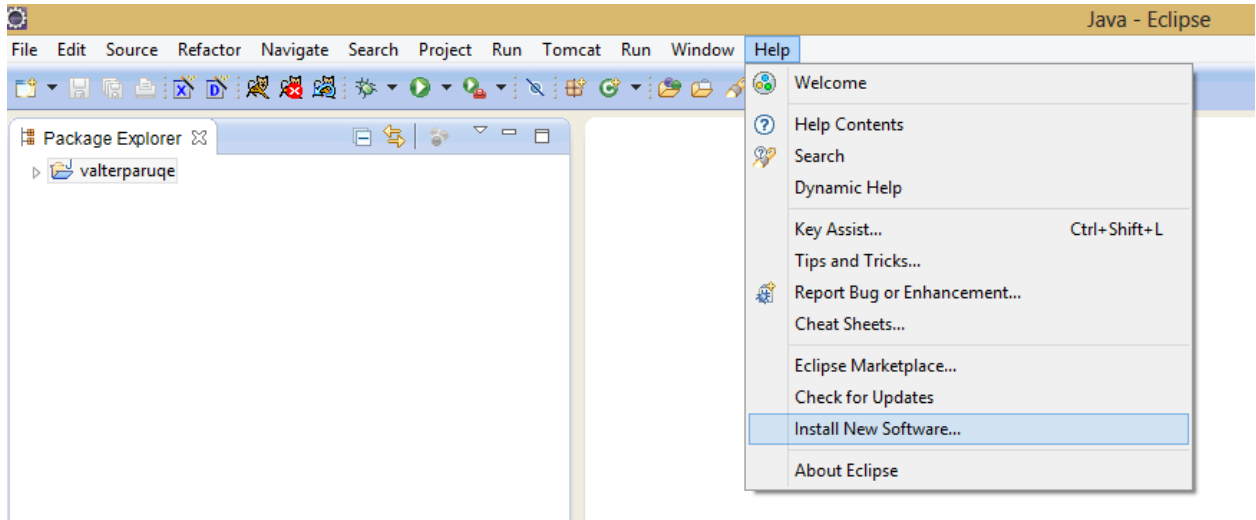 Java - Eclipse
File Edit Source Refactor Navigate Search Project Run Tomcat Run Window Help
Package Explorer
valterparuqe
Welcome
Help Contents
Search
Dynamic Help
Key Assist... Ctrl+Shift+L
Tips and Tricks...
Report Bug or Enhancement...
Cheat Sheets...
Eclipse Marketplace...
Check for Updates
Install New Software...
About Eclipse